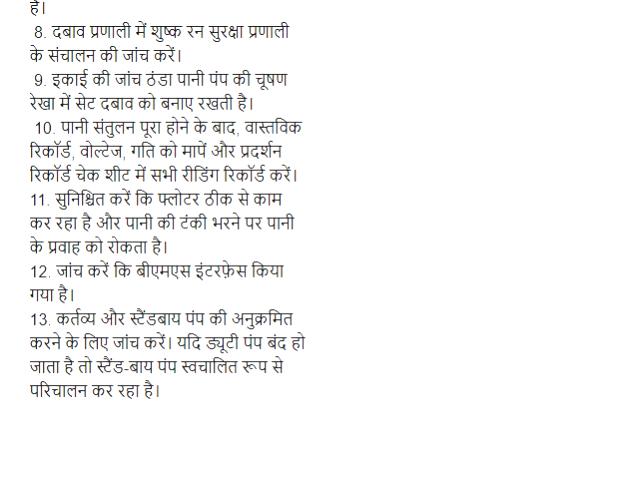 है।
8. दबाव प्रणाली में शुष्क रन सुरक्षा प्रणाली
के संचालन की जांच करें।
9. इकाई की जांच ठंडा पानी पंप की चूषण
रेखा में सेट दबाव को बनाए रखती है।
10. पानी संतुलन पूरा होने के बाद, वास्तविक
रिकॉर्ड, वोल्टेज, गति को मापें और प्रदर्शन
रिकॉर्ड चेक शीट में सभी रीडिंग रिकॉर्ड करें।
11. सुनिश्चित करें कि फ्लोटर ठीक से काम
कर रहा है और पानी की टंकी भरने पर पानी
के प्रवाह को रोकता है।
12. जांच करें कि बीएमएस इंटरफ़ेस किया
गया है।
13. कर्तव्य और स्टैंडबाय पंप की अनुक्रमित
करने के लिए जांच करें। यदि ड्यूटी पंप बंद हो
जाता है तो स्टैंड-बाय पंप स्वचालित रूप से
परिचालन कर रहा है।